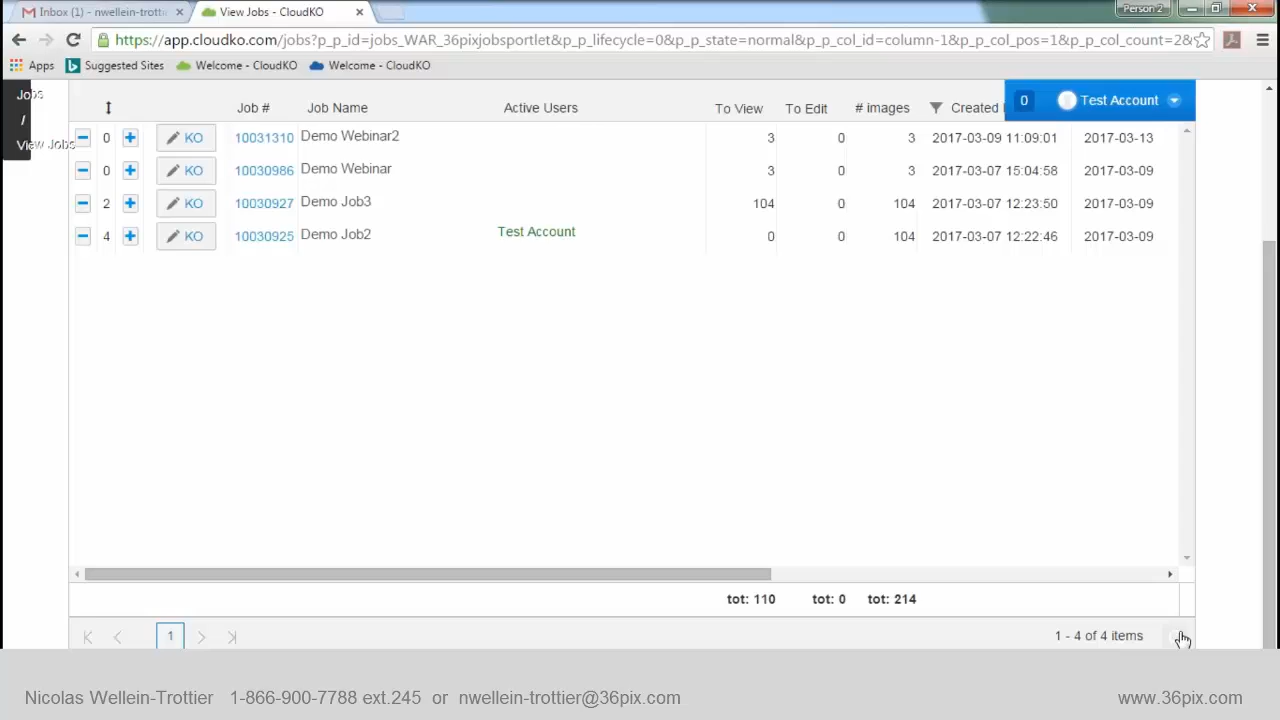 Inbox (1) - nwellein-trotti
View Jobs - CloudKO
Person 2
https://app.cloudko.com/jobs?p_p_id=jobs_WAR_36pixjobsportlet&p_p_lifecycle=0&p_p_state=normal&p_p_col_id=column-1&p_p_col_pos=1&p_p_col_count=2&
Apps Suggested Sites Welcome - CloudKO Welcome - CloudKO
Jobs
/
View Jobs
0 Test Account
Job # Job Name Active Users To View To Edit # images Created
0 KO 10031310 Demo Webinar2 3 0 3 2017-03-09 11:09:01 2017-03-13
0 KO 10030986 Demo Webinar 3 0 3 2017-03-07 15:04:58 2017-03-09
2 KO 10030927 Demo Job3 104 0 104 2017-03-07 12:23:50 2017-03-09
4 KO 10030925 Demo Job2 Test Account 0 0 104 2017-03-07 12:22:46 2017-03-09
tot: 110 tot: 0 tot: 214
1 1 - 4 of 4 items
Nicolas Wellein-Trottier 1-866-900-7788 ext.245 or nwellein-trottier@36pix.com www.36pix.com